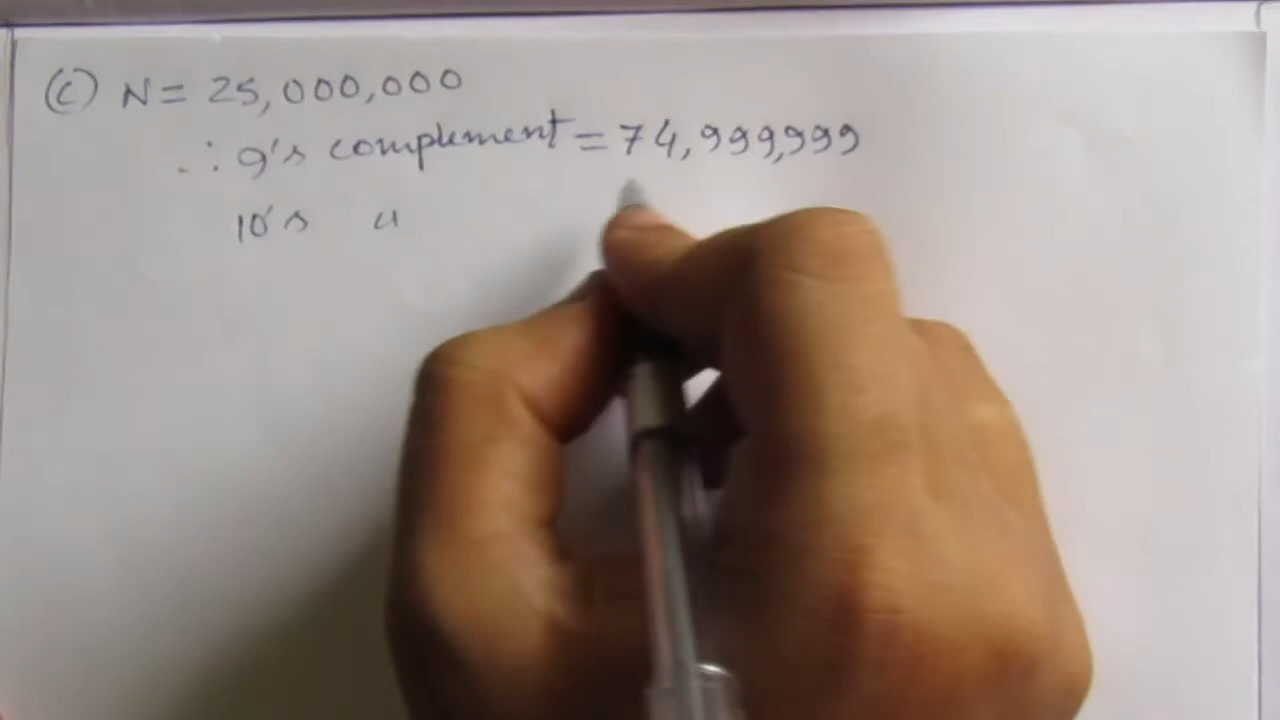 (c) N = 25,000,000
∴ 9's complement = 74,999,999
10's "